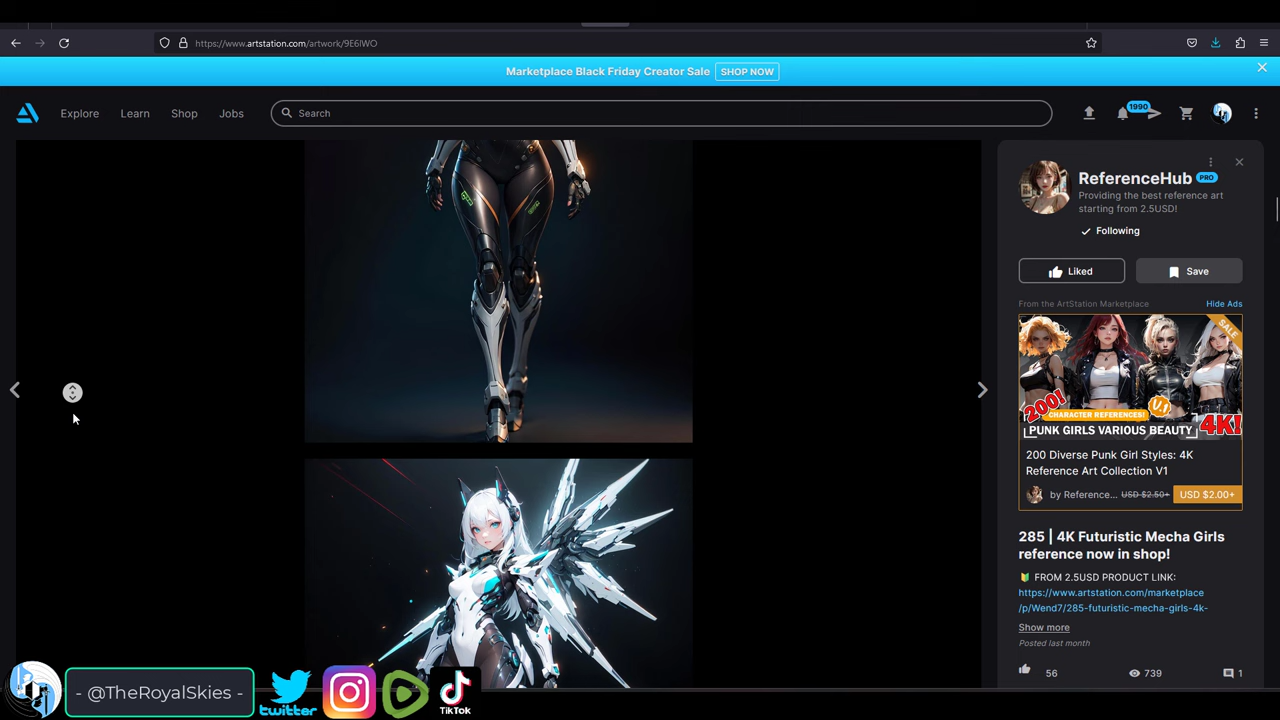 https://www.artstation.com/artwork/9E6lWO
Marketplace Black Friday Creator Sale SHOP NOW
Explore Learn Shop Jobs Search 1990
ReferenceHub PRO
Providing the best reference art
starting from 2.5USD!
Following
Liked Save
From the ArtStation Marketplace Hide Ads
SALE
200! V.1
CHARACTER REFERENCES!
PUNK GIRLS VARIOUS BEAUTY 4K!
200 Diverse Punk Girl Styles: 4K
Reference Art Collection V1
by Reference... USD $2.50+ USD $2.00+
285 | 4K Futuristic Mecha Girls
reference now in shop!
FROM 2.5USD PRODUCT LINK:
https://www.artstation.com/marketplace
/p/Wend7/285-futuristic-mecha-girls-4k-
Show more
Posted last month
56 739 1
- @TheRoyalSkies -
twitter
TikTok